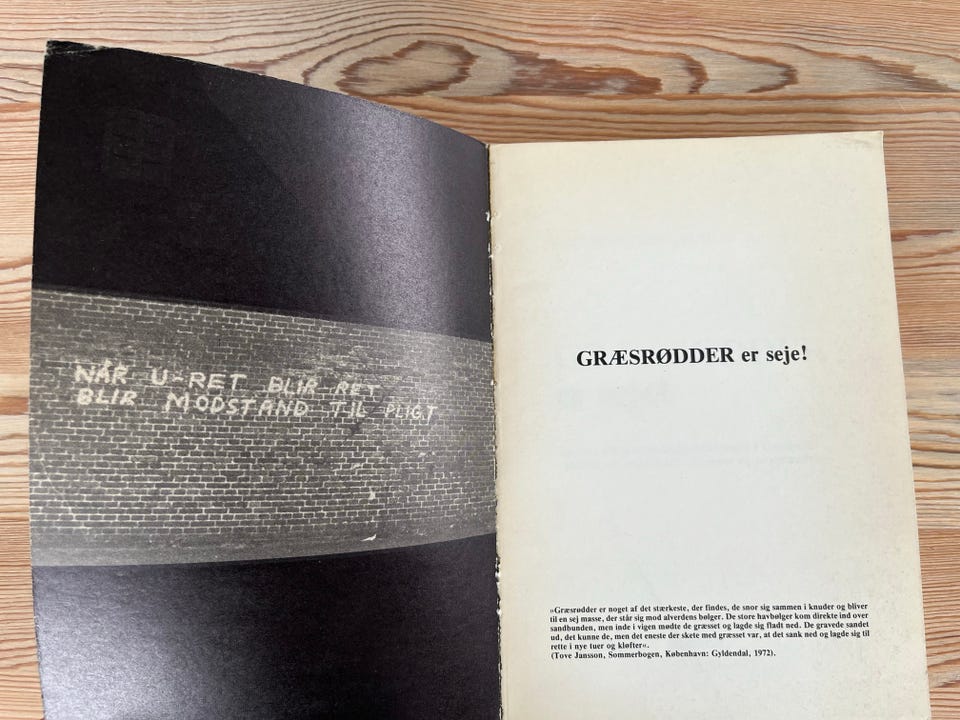 NÅR U-RET BLIR RET
BLIR MODSTAND TIL PLIGT
GRÆSRØDDER er seje!
»Græsrødder er noget af det stærkeste, der findes, de snor sig sammen i knuder og bliver
til en sej masse, der står sig mod alverdens bølger. De store havbølger kom direkte ind over
sandbunden, men inde i vigen mødte de græsset og lagde sig fladt ned. De gravede sandet
ud, det kunne de, men det eneste der skete med græsset var, at det sank ned og lagde sig til
rette i nye tuer og kløfter«.
(Tove Jansson, Sommerbogen, København: Gyldendal, 1972).